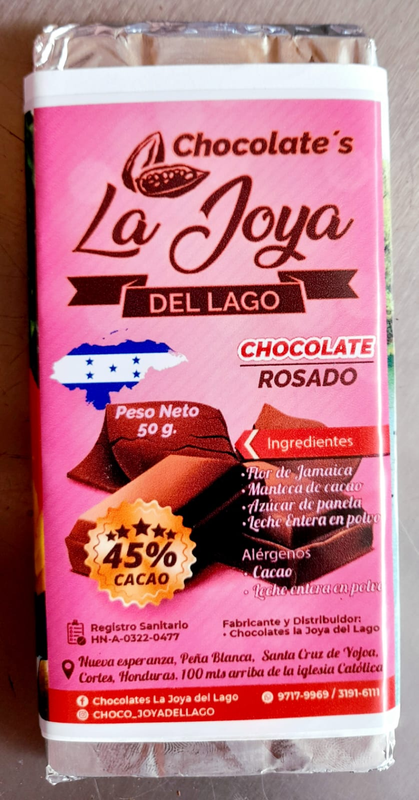 Chocolate´s
La Joya
DEL LAGO
CHOCOLATE
ROSADO
Peso Neto
50 g.
Ingredientes
• Flor de Jamaica
• Manteca de cacao
• Azúcar de panela
• Leche Entera en polvo
45%
CACAO
Alérgenos
• Cacao
• Leche entera en polvo
Registro Sanitario
HN-A-0322-0477
Fabricante y Distribuidor:
• Chocolates la Joya del Lago
Nueva esperanza, Peña Blanca, Santa Cruz de Yojoa,
Cortes, Honduras. 100 mts arriba de la iglesia Católica
Chocolates La Joya del Lago
9717-9969 / 3191-6111
CHOCO_JOYADELLAGO